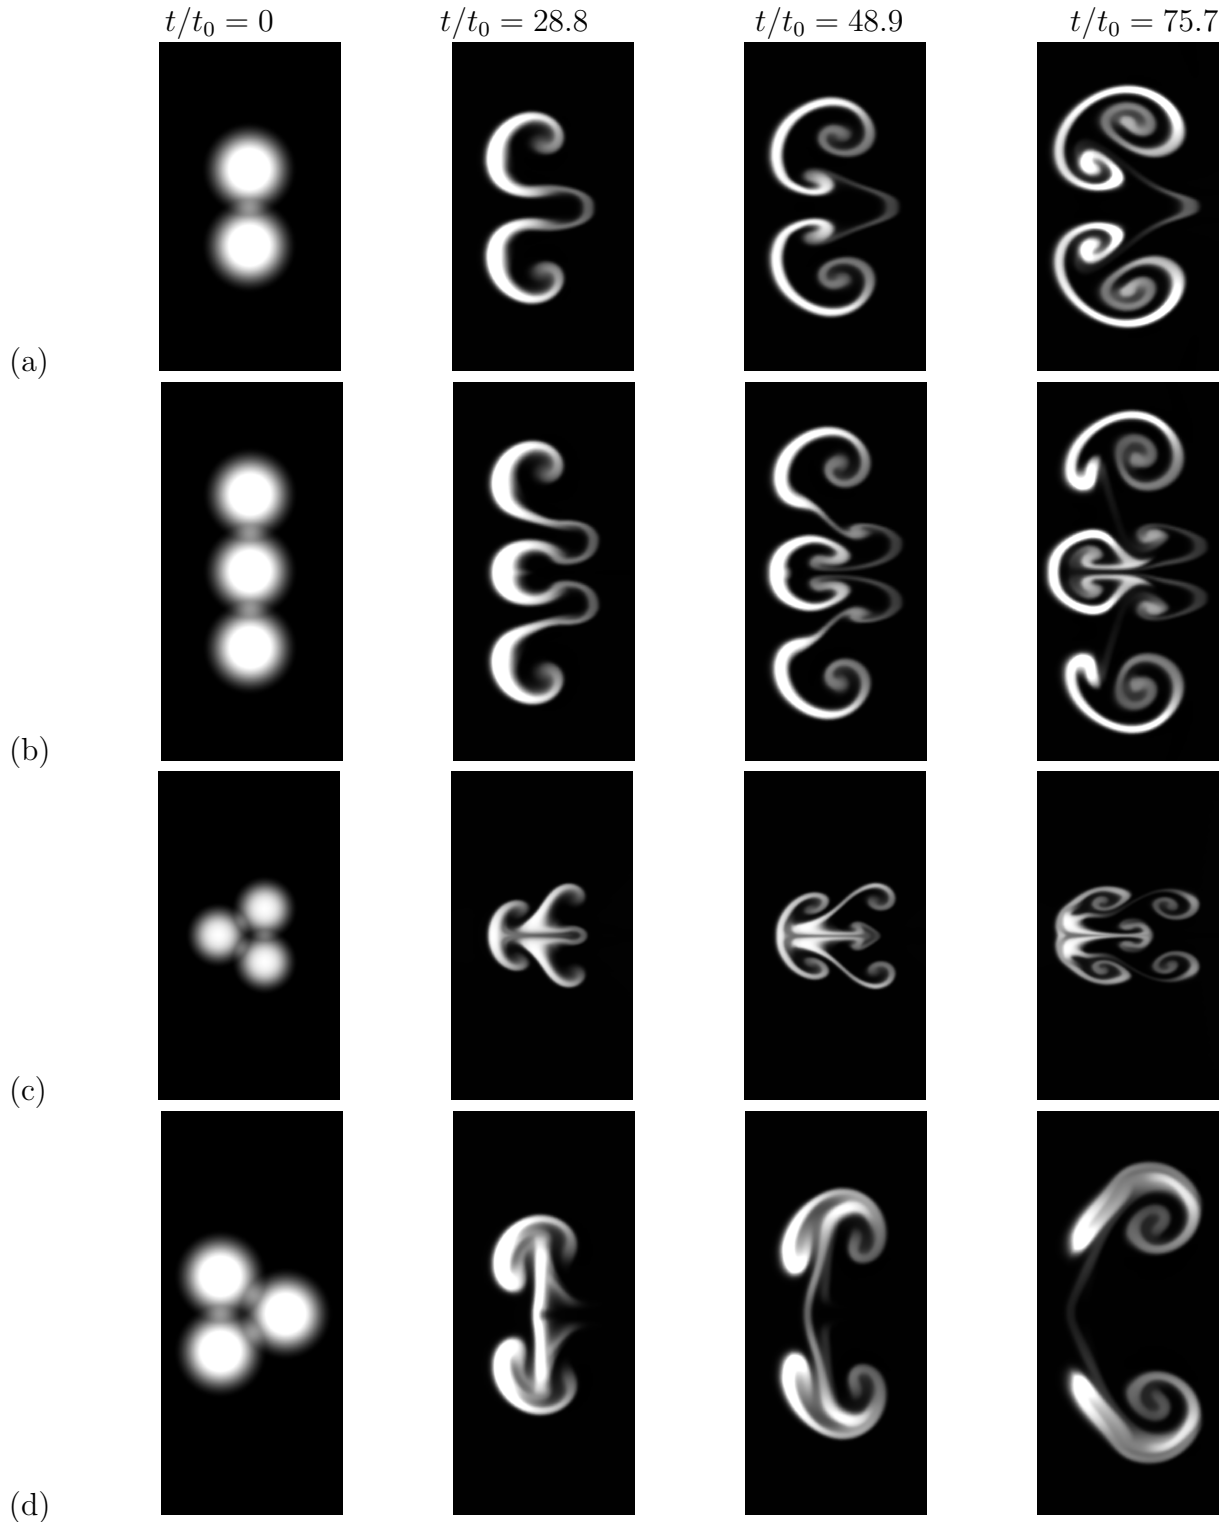 t/t₀ = 0 t/t₀ = 28.8 t/t₀ = 48.9 t/t₀ = 75.7
(a)
(b)
(c)
(d)